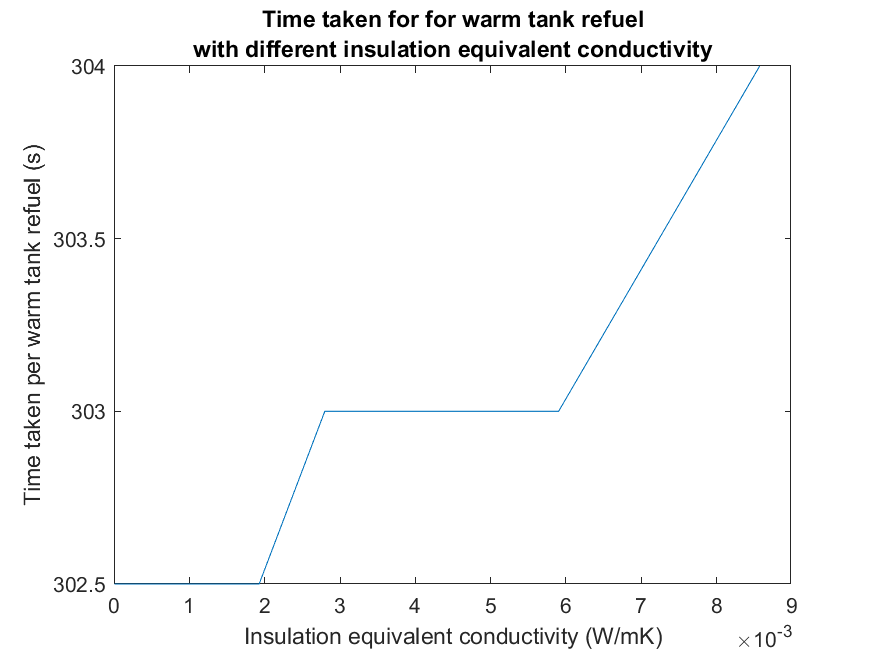 Time taken for for warm tank refuel
with different insulation equivalent conductivity
Time taken per warm tank refuel (s)
304
303.5
303
302.5
0 1 2 3 4 5 6 7 8 9
Insulation equivalent conductivity (W/mK)
×10⁻³